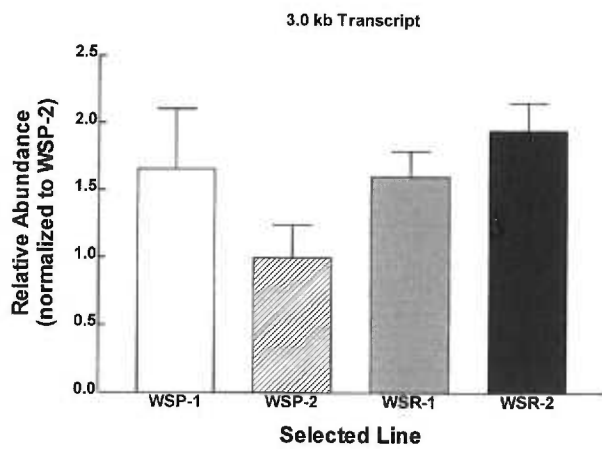 3.0 kb Transcript
Relative Abundance
(normalized to WSP-2)
2.5
2.0
1.5
1.0
0.5
0.0
WSP-1 WSP-2 WSR-1 WSR-2
Selected Line